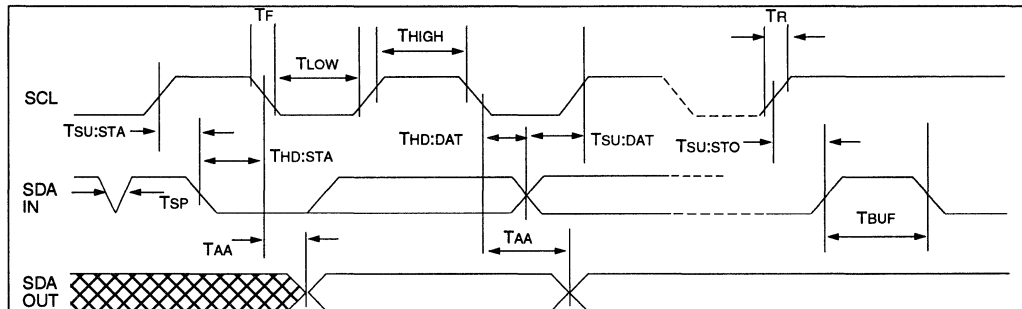 TF
TR
THIGH
TLOW
SCL
TSU:STA
THD:STA
THD:DAT
TSU:DAT
TSU:STO
SDA
IN
TSP
TBUF
TAA
TAA
SDA
OUT